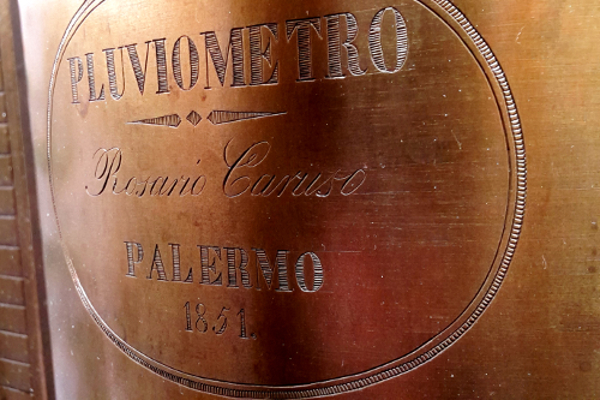 PLUVIOMETRO
Rosario Caruso
PALERMO
1851.